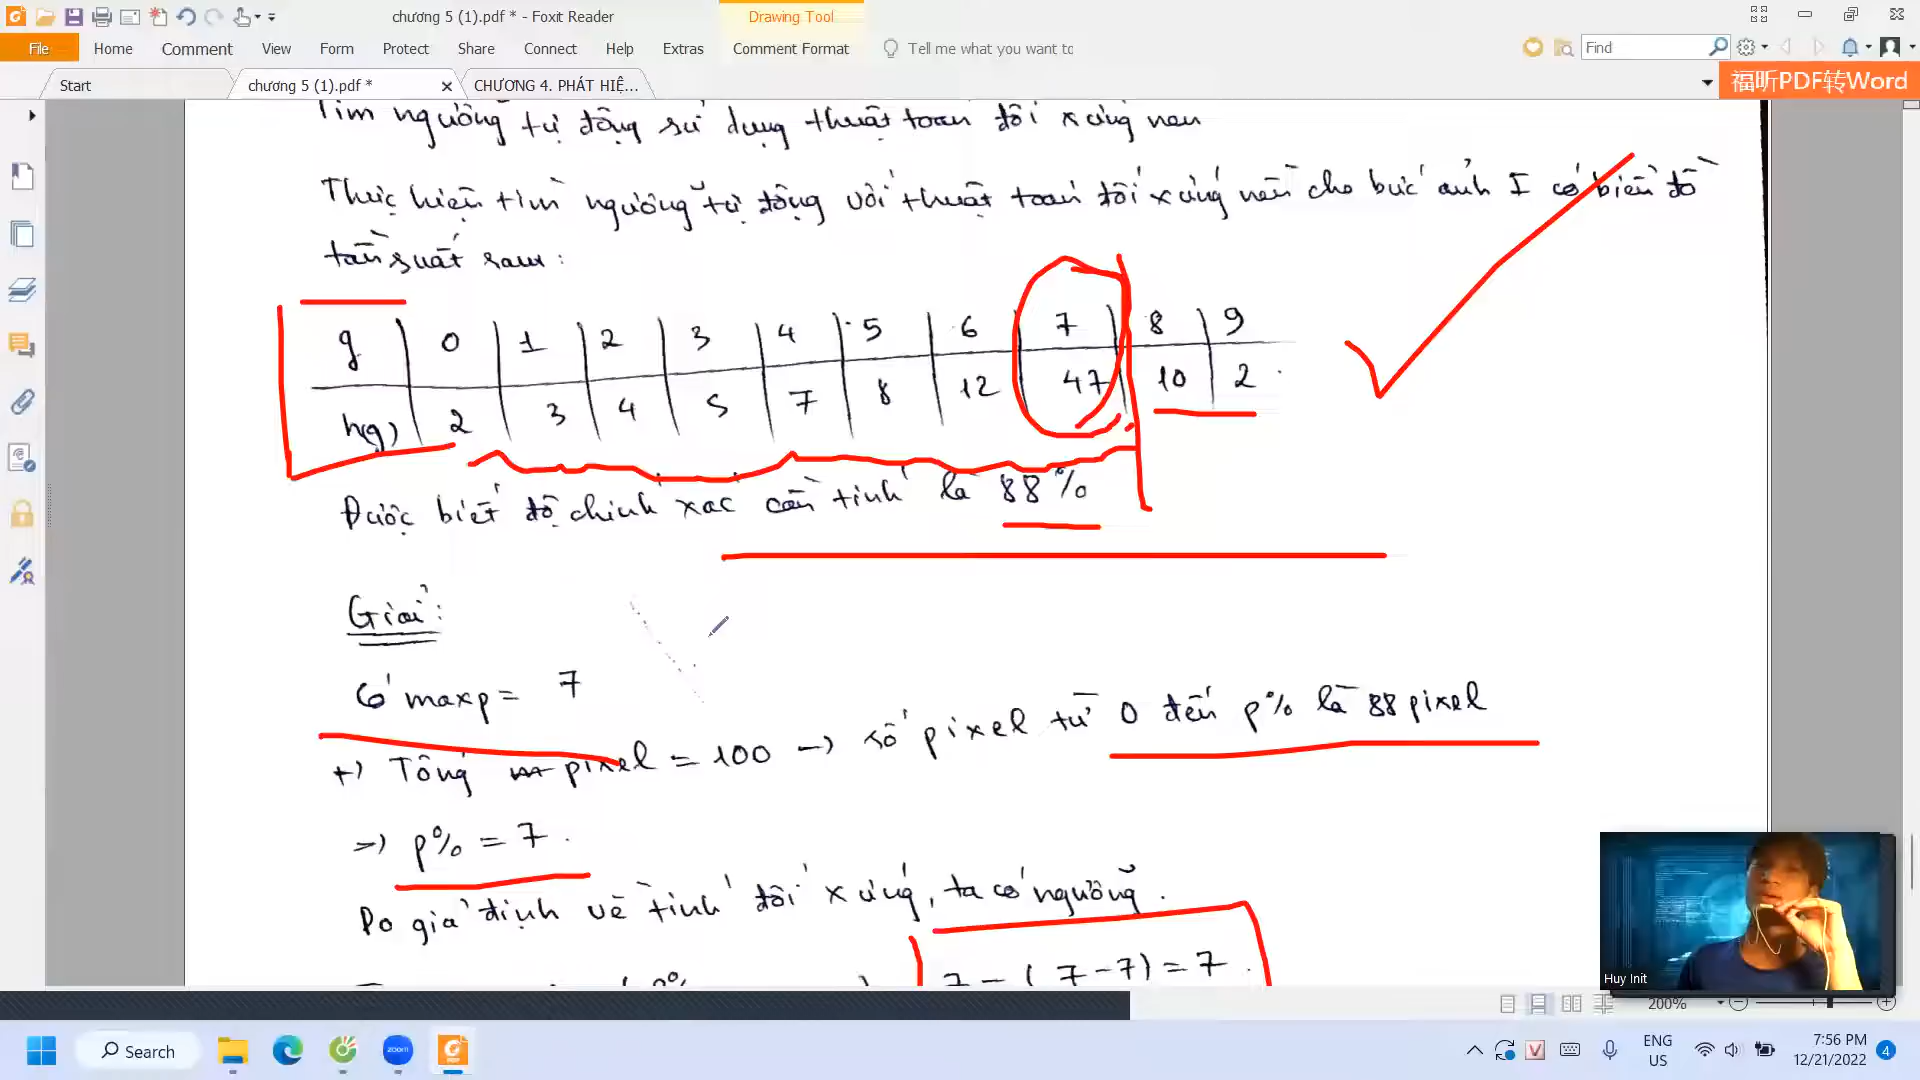 chương 5 (1).pdf * - Foxit Reader
Drawing Tool
File Home Comment View Form Protect Share Connect Help Extras Comment Format Tell me what you want to Find
Start chương 5 (1).pdf * CHƯƠNG 4. PHÁT HIỆ... 福昕PDF转Word
Tìm ngưỡng tự động sử dụng thuật toán đối xứng nền
Thực hiện tìm ngưỡng tự động với thuật toán đối xứng nền cho bức ảnh I có biểu đồ
tần suất sau:
g 0 1 2 3 4 5 6 7 8 9
h(g) 2 3 4 5 7 8 12 47 10 2
Được biết độ chính xác cần tính là 88%
Giải:
Có maxp = 7
+) Tổng pixel = 100 → số pixel từ 0 đến p% là 88 pixel
=) p% = 7.
Do giả định về tính đối xứng, ta có ngưỡng.
7 - (7-7) = 7.
Huy Init
200%
Search
zoom
ENG
US
7:56 PM
12/21/2022
4